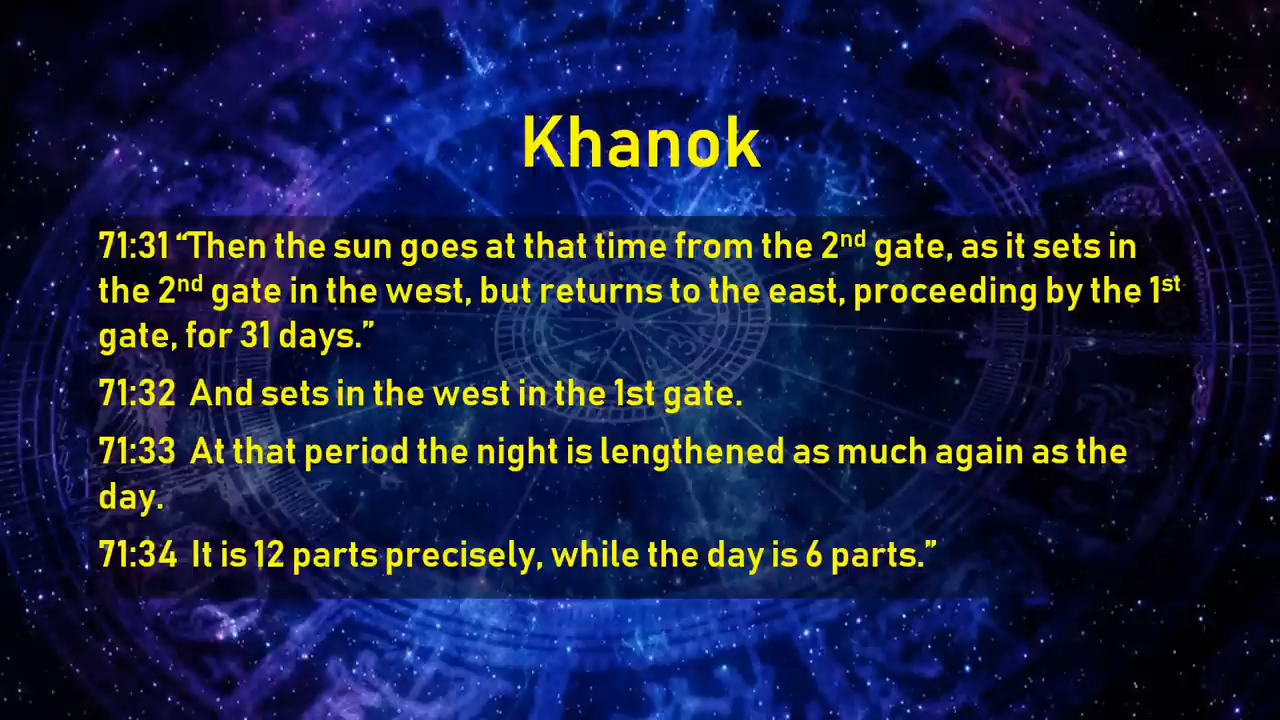 Khanok
71:31 “Then the sun goes at that time from the 2nd gate, as it sets in
the 2nd gate in the west, but returns to the east, proceeding by the 1st
gate, for 31 days.”
71:32 And sets in the west in the 1st gate.
71:33 At that period the night is lengthened as much again as the
day.
71:34 It is 12 parts precisely, while the day is 6 parts.”